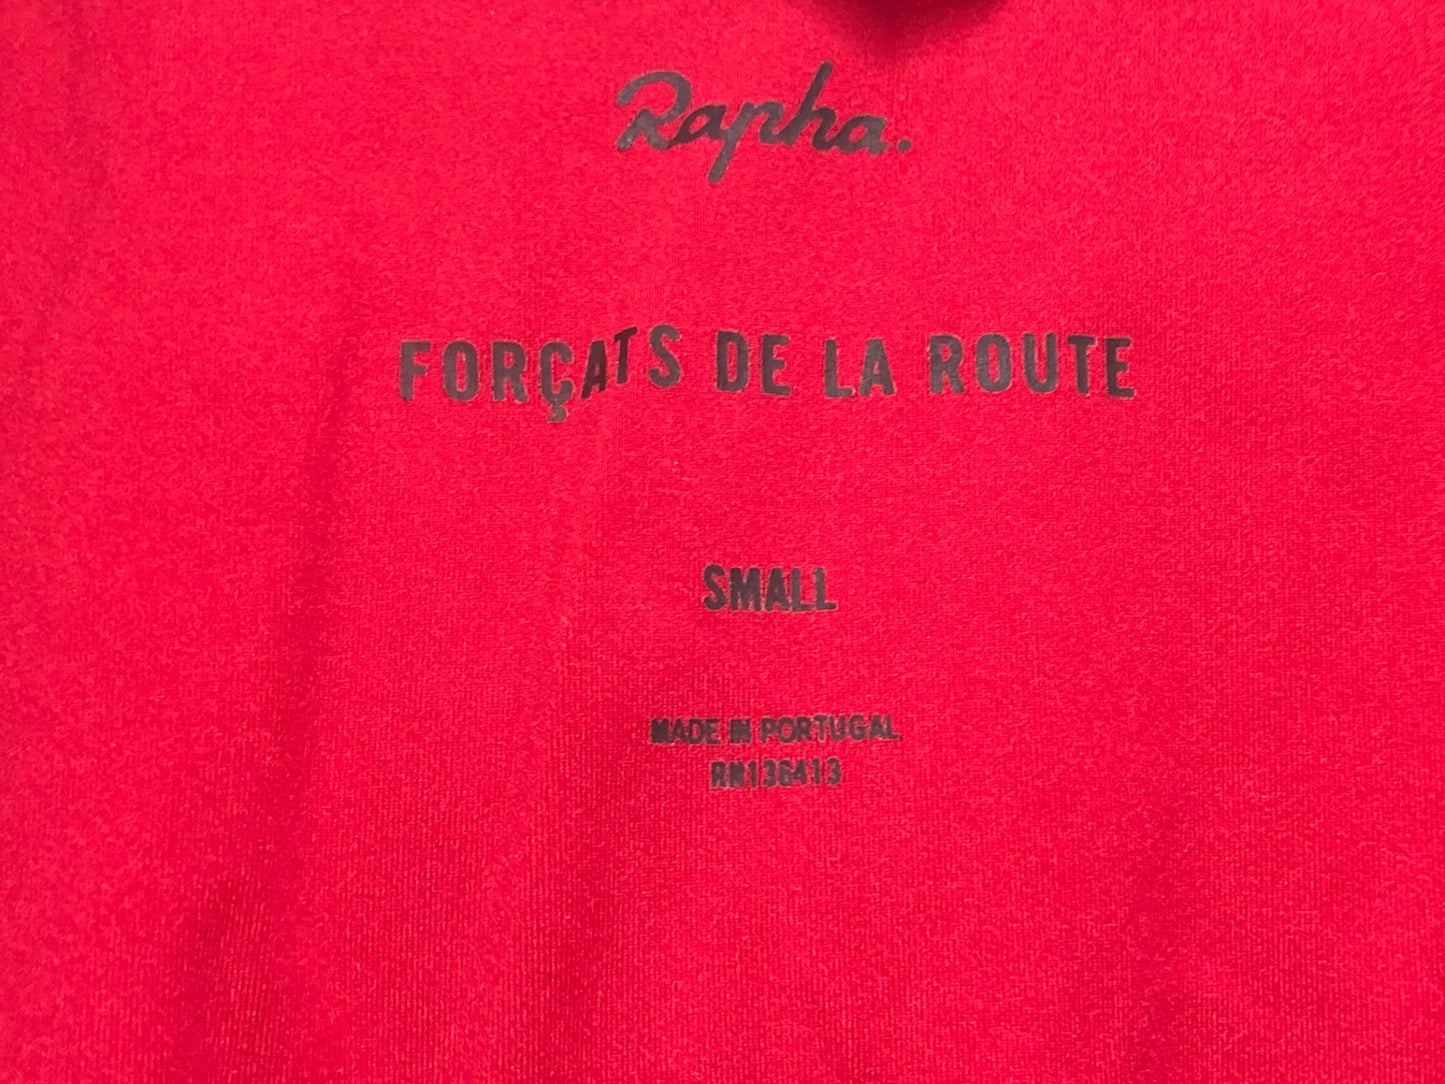 Rapha.
FORÇATS DE LA ROUTE
SMALL
MADE IN PORTUGAL
RN136413